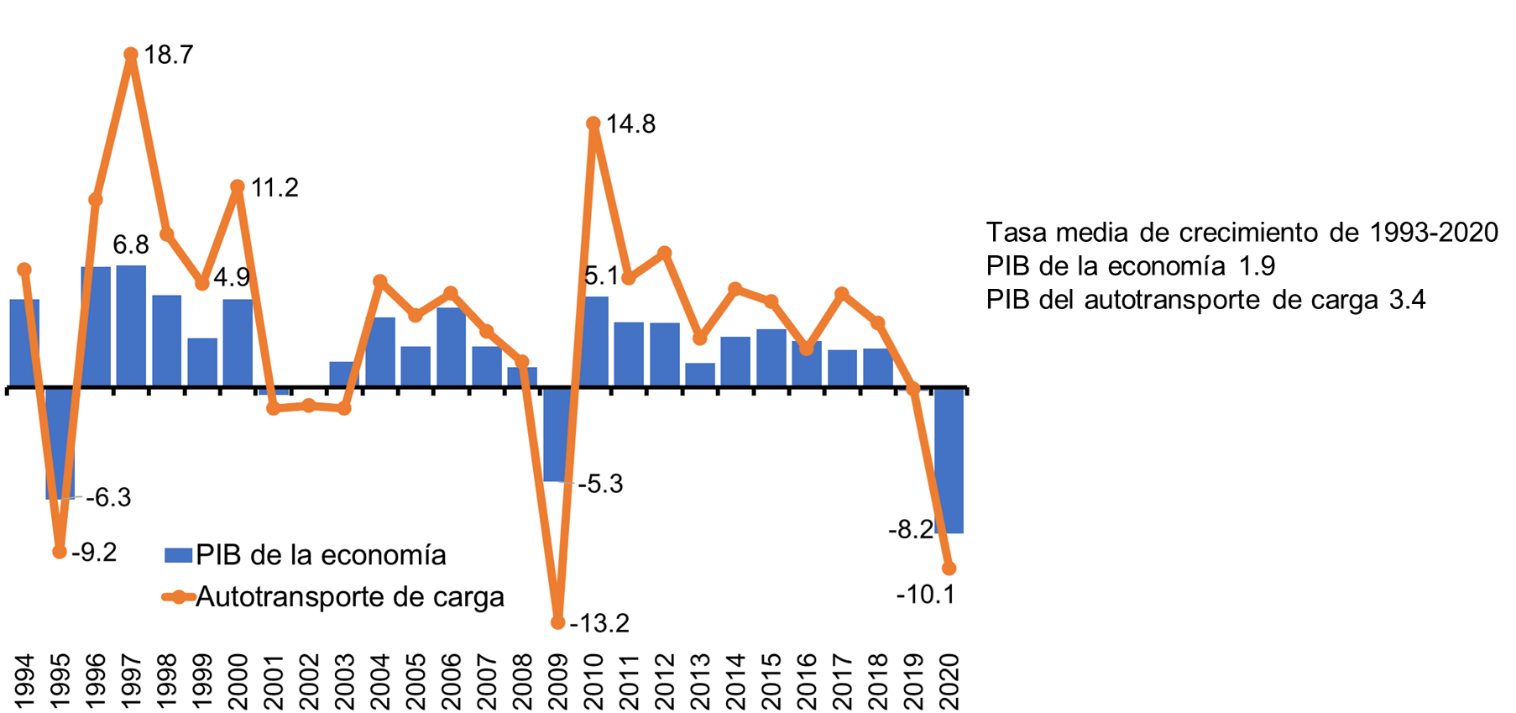 18.7
14.8
11.2
6.8
4.9
5.1
Tasa media de crecimiento de 1993-2020
PIB de la economía 1.9
PIB del autotransporte de carga 3.4
-6.3
-5.3
-8.2
-9.2
PIB de la economía
Autotransporte de carga
-10.1
-13.2
1994 1995 1996 1997 1998 1999 2000 2001 2002 2003 2004 2005 2006 2007 2008 2009 2010 2011 2012 2013 2014 2015 2016 2017 2018 2019 2020